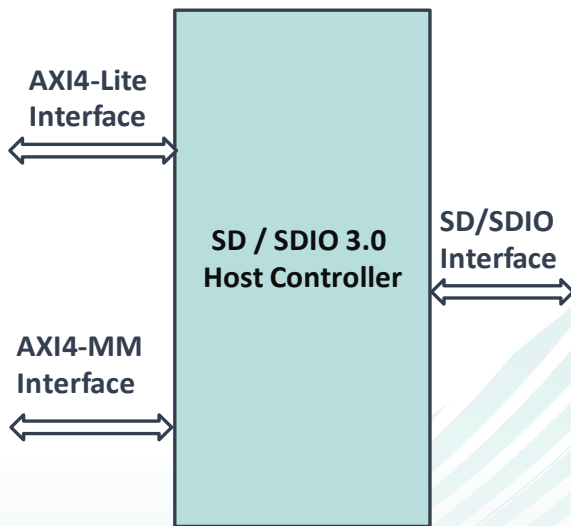 AXI4-Lite
Interface
SD / SDIO 3.0
Host Controller
SD/SDIO
Interface
AXI4-MM
Interface